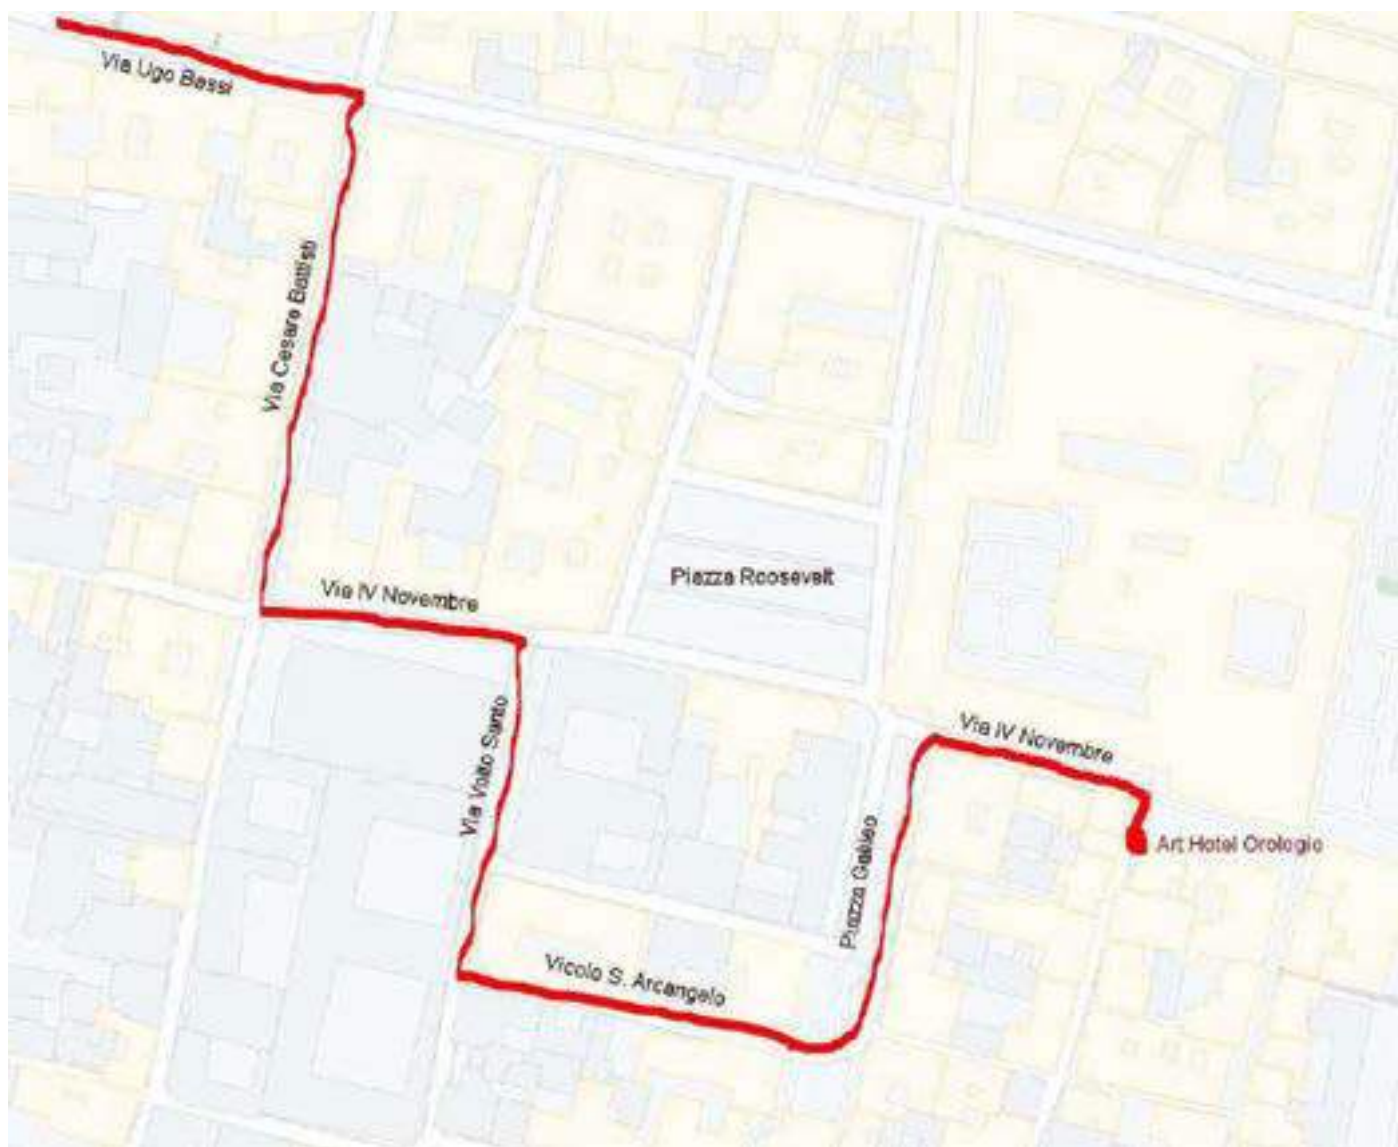 Via Ugo Bassi
Via Cesare Battisti
Via IV Novembre
Piazza Roosevelt
Via Volto Santo
Via IV Novembre
Piazza Galileo
Art Hotel Orologio
Vicolo S. Arcangelo